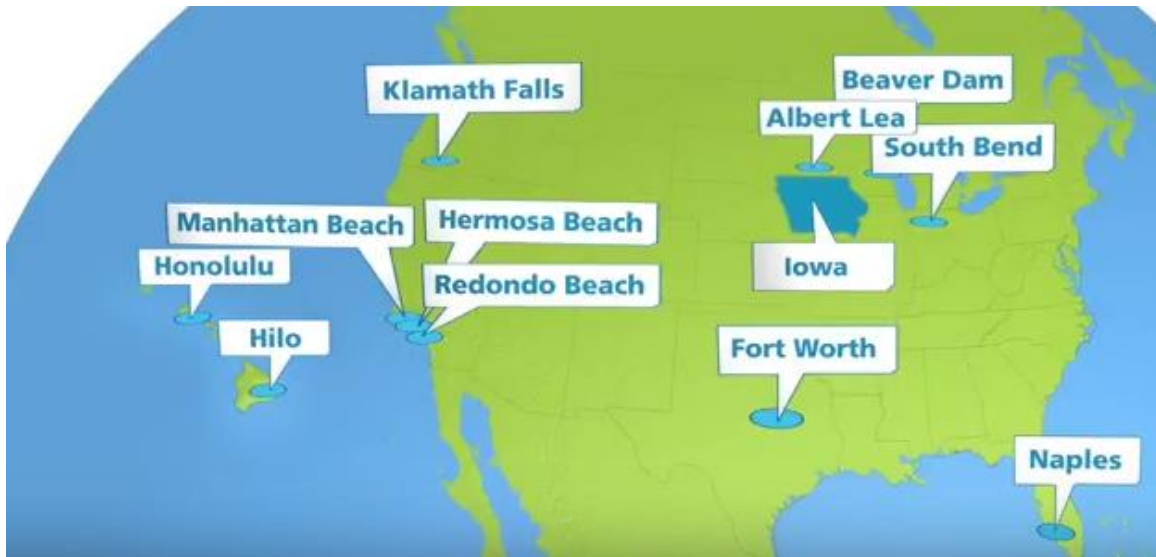 Beaver Dam
Klamath Falls
Albert Lea
South Bend
Manhattan Beach
Hermosa Beach
Honolulu
Iowa
Redondo Beach
Hilo
Fort Worth
Naples